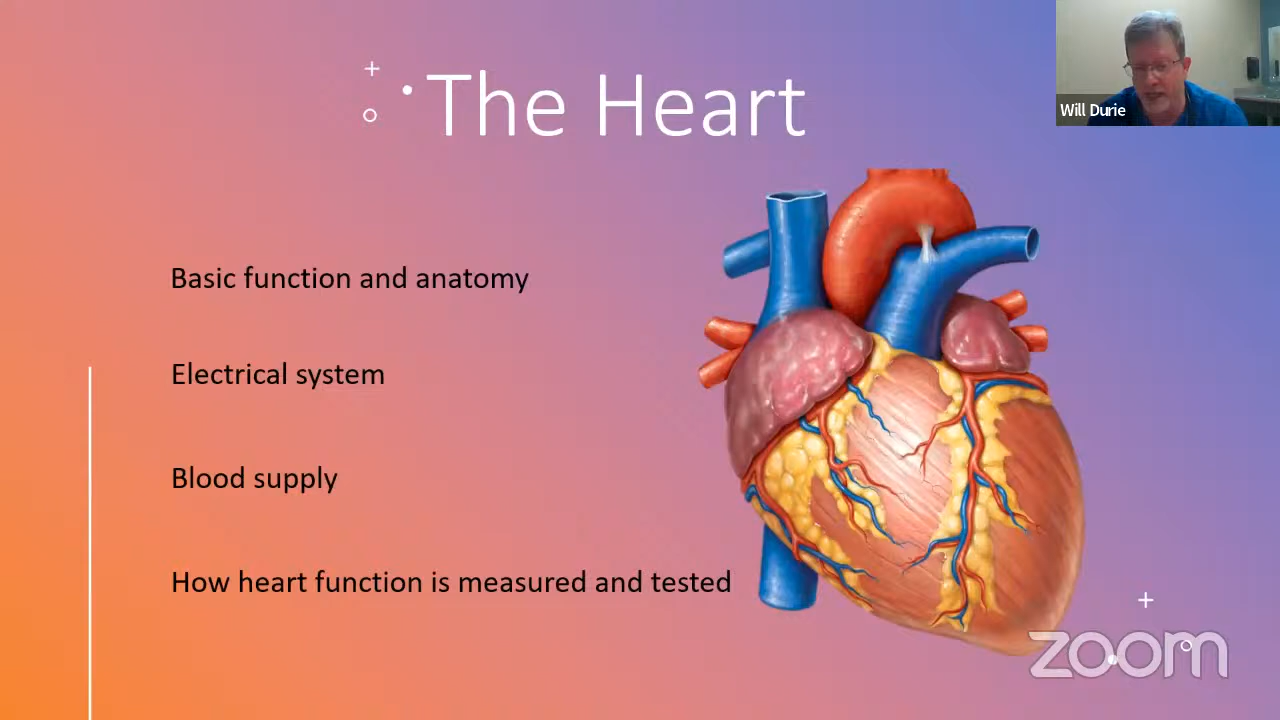 The Heart
Will Durie
Basic function and anatomy
Electrical system
Blood supply
How heart function is measured and tested
zoom